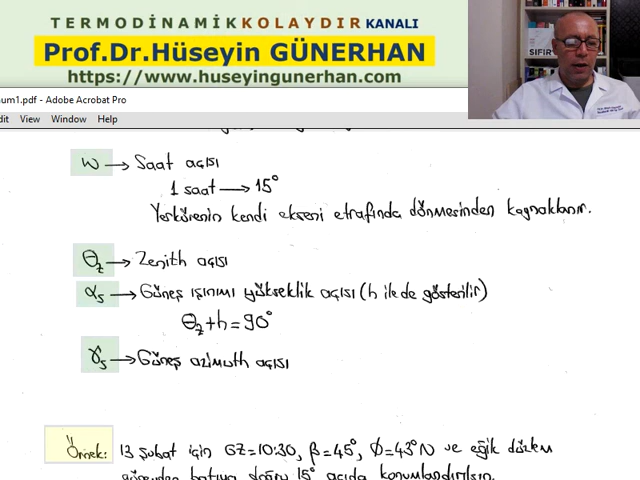 TERMODİNAMİKKOLAYDIR KANALI
Prof.Dr.Hüseyin GÜNERHAN
https://www.huseyingunerhan.com
um1.pdf - Adobe Acrobat Pro
dit View Window Help
SIFIR
ω → Saat açısı
1 saat → 15°
Yerkürenin kendi ekseni etrafında dönmesinden kaynaklanır.
θz → Zenith açısı
αs → Güneş ışınımı yükseklik açısı (h ile de gösterilir)
θz + h = 90°
γs → Güneş azimuth açısı
Örnek: 13 Şubat için GZ=10:30, β=45°, Φ=43°N ve eğik düzlem
güneyden batıya doğru 15° açıda konumlandırılsın.